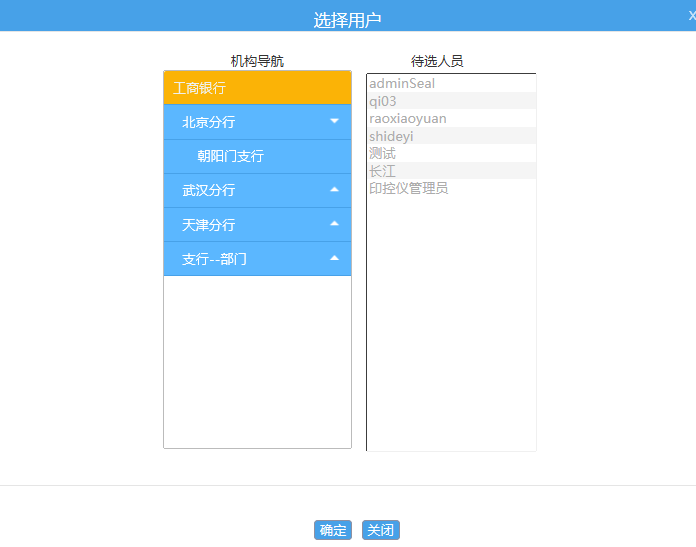 选择用户
x
机构导航
待选人员
工商银行
北京分行
朝阳门支行
武汉分行
天津分行
支行--部门
adminSeal
qi03
raoxiaoyuan
shideyi
测试
长江
印控仪管理员
确定
关闭